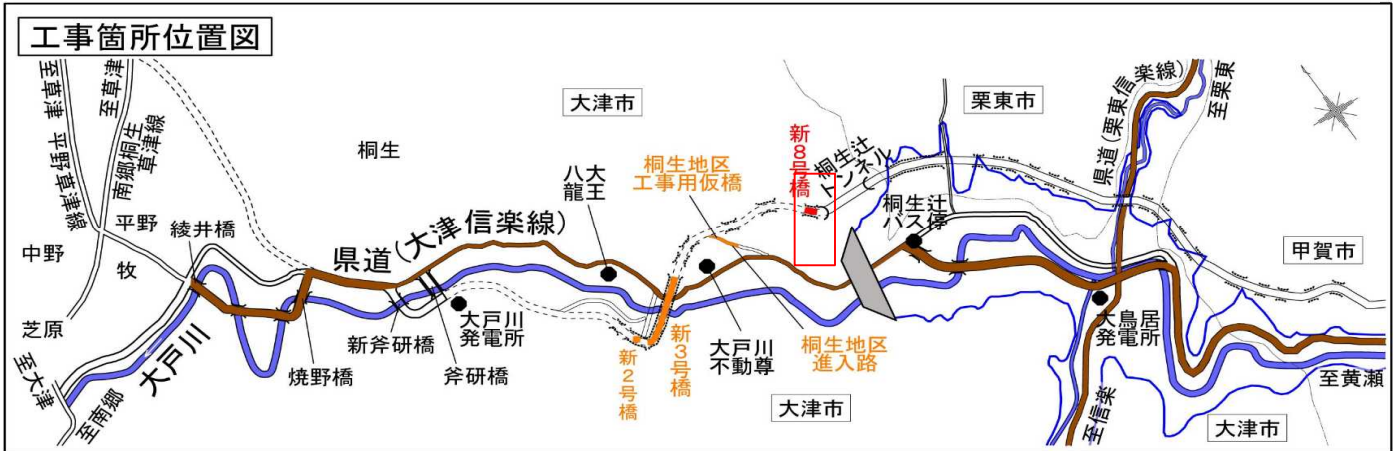 工事箇所位置図
至草津
平野草津線
至草津
南郷桐生草津線
中野
平野
牧
芝原
至大津
至南郷
綾井橋
大戸川
焼野橋
桐生
県道(大津信楽線)
新斧研橋
斧研橋
大戸川
発電所
大津市
八大
龍王
新2号橋
新3号橋
桐生地区
工事用仮橋
大戸川
不動尊
桐生地区
進入路
新8号橋
桐生辻
トンネル
桐生辻
バス停
大津市
栗東市
県道(栗東信楽線)
至栗東
甲賀市
大鳥居
発電所
至信楽
至黄瀬
大津市